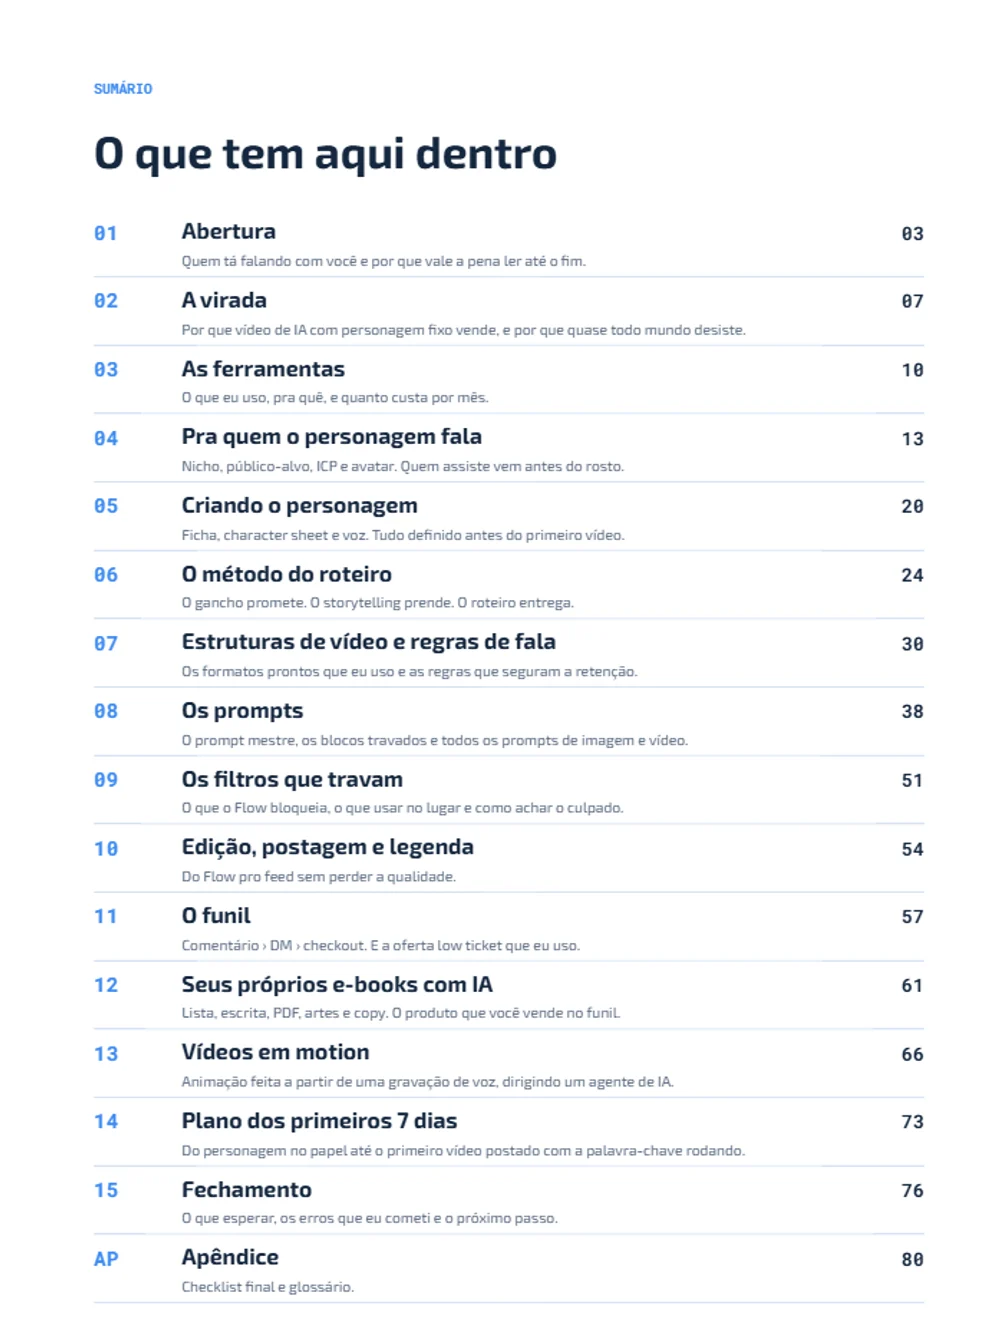 SUMÁRIO
O que tem aqui dentro
01 Abertura 03
Quem tá falando com você e por que vale a pena ler até o fim.
02 A virada 07
Por que vídeo de IA com personagem fixo vende, e por que quase todo mundo desiste.
03 As ferramentas 10
O que eu uso, pra quê, e quanto custa por mês.
04 Pra quem o personagem fala 13
Nicho, público-alvo, ICP e avatar. Quem assiste vem antes do rosto.
05 Criando o personagem 20
Ficha, character sheet e voz. Tudo definido antes do primeiro vídeo.
06 O método do roteiro 24
O gancho promete. O storytelling prende. O roteiro entrega.
07 Estruturas de vídeo e regras de fala 30
Os formatos prontos que eu uso e as regras que seguram a retenção.
08 Os prompts 38
O prompt mestre, os blocos travados e todos os prompts de imagem e vídeo.
09 Os filtros que travam 51
O que o Flow bloqueia, o que usar no lugar e como achar o culpado.
10 Edição, postagem e legenda 54
Do Flow pro feed sem perder a qualidade.
11 O funil 57
Comentário › DM › checkout. E a oferta low ticket que eu uso.
12 Seus próprios e-books com IA 61
Lista, escrita, PDF, artes e copy. O produto que você vende no funil.
13 Vídeos em motion 66
Animação feita a partir de uma gravação de voz, dirigindo um agente de IA.
14 Plano dos primeiros 7 dias 73
Do personagem no papel até o primeiro vídeo postado com a palavra-chave rodando.
15 Fechamento 76
O que esperar, os erros que eu cometi e o próximo passo.
AP Apêndice 80
Checklist final e glossário.